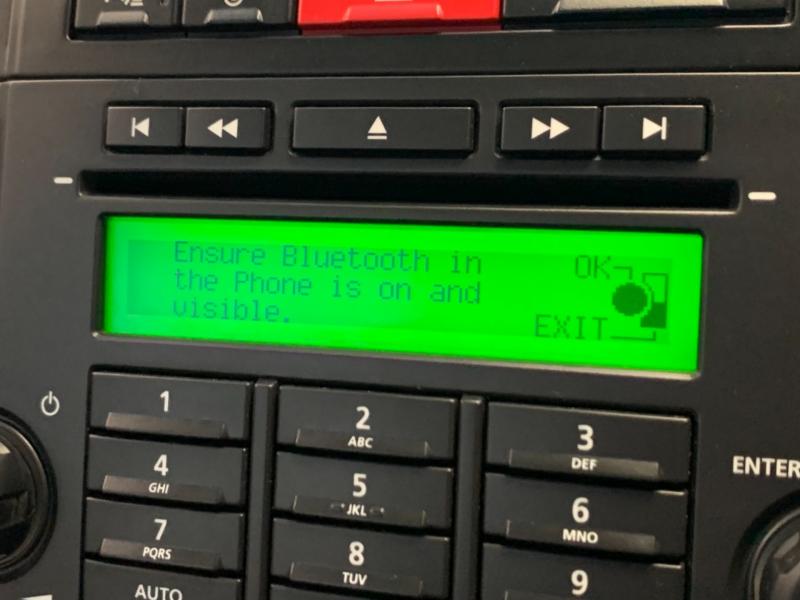 Ensure Bluetooth in
the Phone is on and
visible.
OK
EXIT
1
2
ABC
3
DEF
ENTER
4
GHI
5
JKL
6
MNO
7
PQRS
8
TUV
9
AUTO